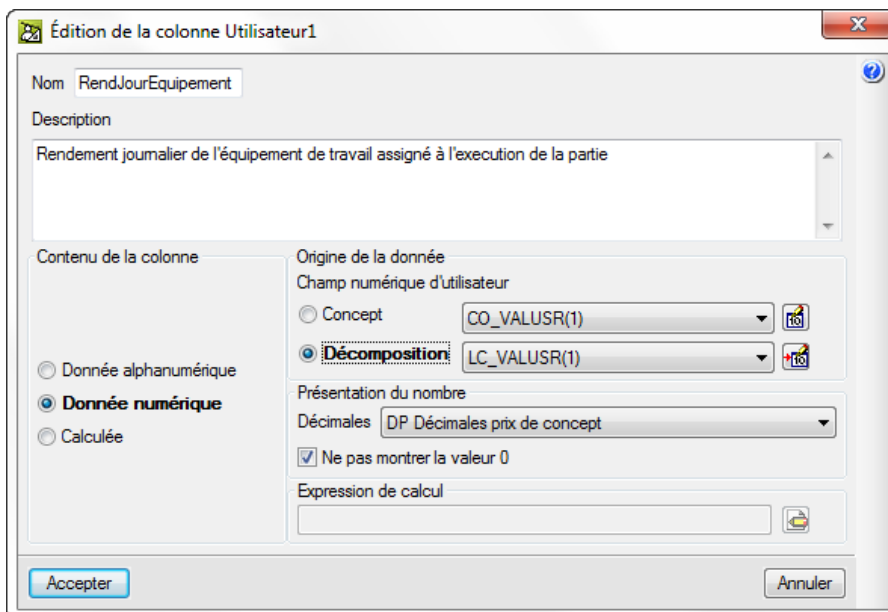 Édition de la colonne Utilisateur1
Nom RendJourEquipement
Description
Rendement journalier de l'équipement de travail assigné à l'execution de la partie
Contenu de la colonne
Donnée alphanumérique
Donnée numérique
Calculée
Origine de la donnée
Champ numérique d'utilisateur
Concept CO_VALUSR(1)
Décomposition LC_VALUSR(1)
Présentation du nombre
Décimales DP Décimales prix de concept
Ne pas montrer la valeur 0
Expression de calcul
Accepter
Annuler